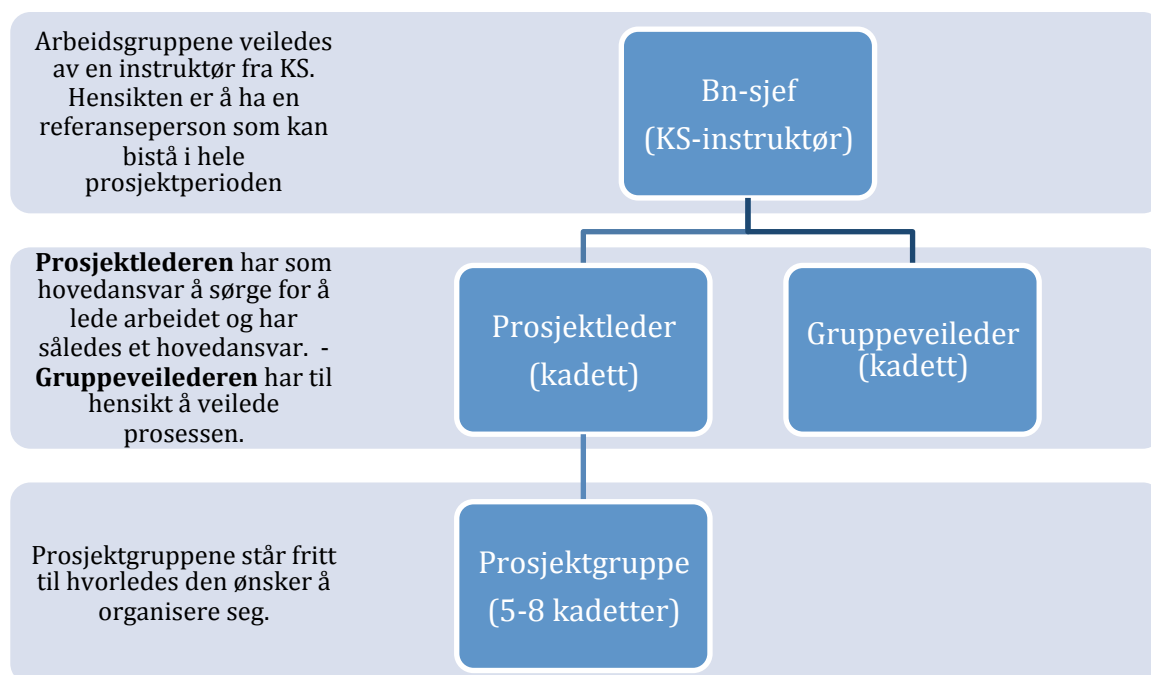 Arbeidsgruppene veiledes
av en instruktør fra KS.
Hensikten er å ha en
referanseperson som kan
bistå i hele
prosjektperioden
Bn-sjef
(KS-instruktør)
Prosjektlederen har som
hovedansvar å sørge for å
lede arbeidet og har
således et hovedansvar. -
Gruppeveilederen har til
hensikt å veilede
prosessen.
Prosjektleder
(kadett)
Gruppeveileder
(kadett)
Prosjektgruppene står fritt
til hvorledes den ønsker å
organisere seg.
Prosjektgruppe
(5-8 kadetter)